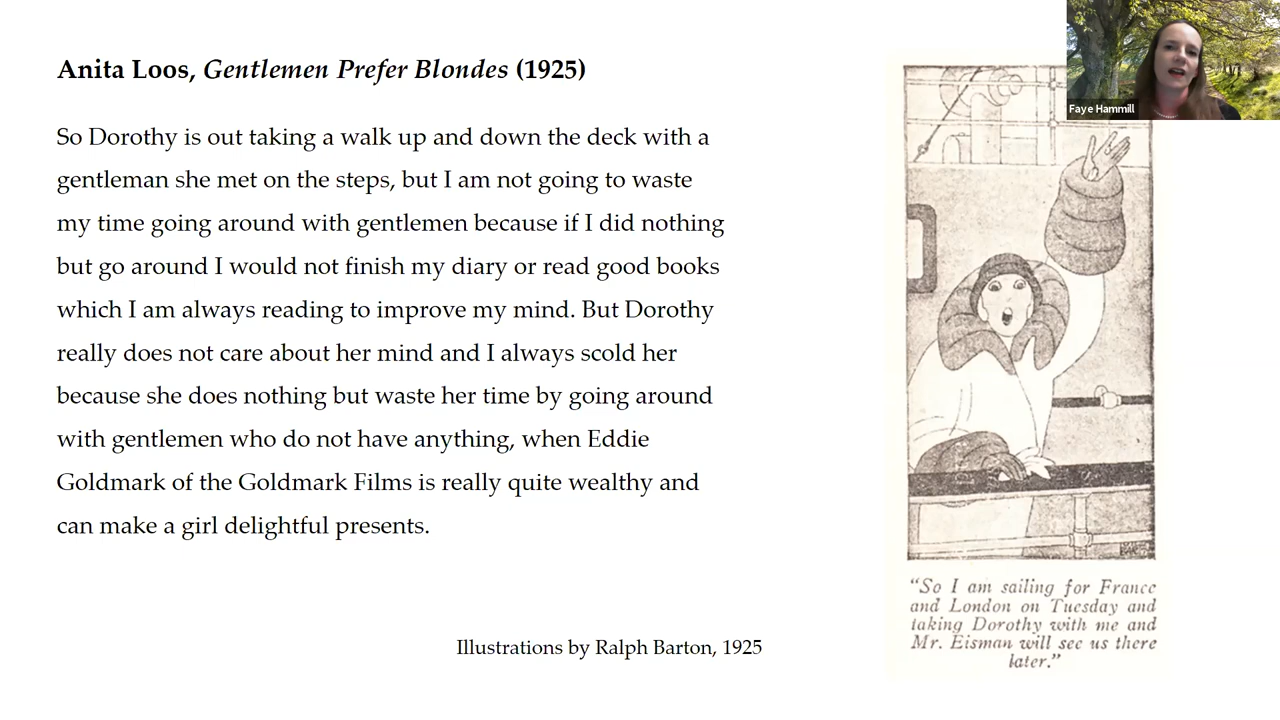 Anita Loos, Gentlemen Prefer Blondes (1925)
So Dorothy is out taking a walk up and down the deck with a
gentleman she met on the steps, but I am not going to waste
my time going around with gentlemen because if I did nothing
but go around I would not finish my diary or read good books
which I am always reading to improve my mind. But Dorothy
really does not care about her mind and I always scold her
because she does nothing but waste her time by going around
with gentlemen who do not have anything, when Eddie
Goldmark of the Goldmark Films is really quite wealthy and
can make a girl delightful presents.
Illustrations by Ralph Barton, 1925
Faye Hammill
"So I am sailing for France
and London on Tuesday and
taking Dorothy with me and
Mr. Eisman will see us there
later."